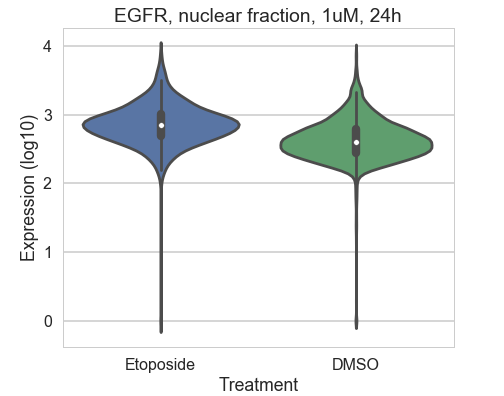 EGFR, nuclear fraction, 1uM, 24h
4
3
2
1
0
Expression (log10)
Etoposide DMSO
Treatment